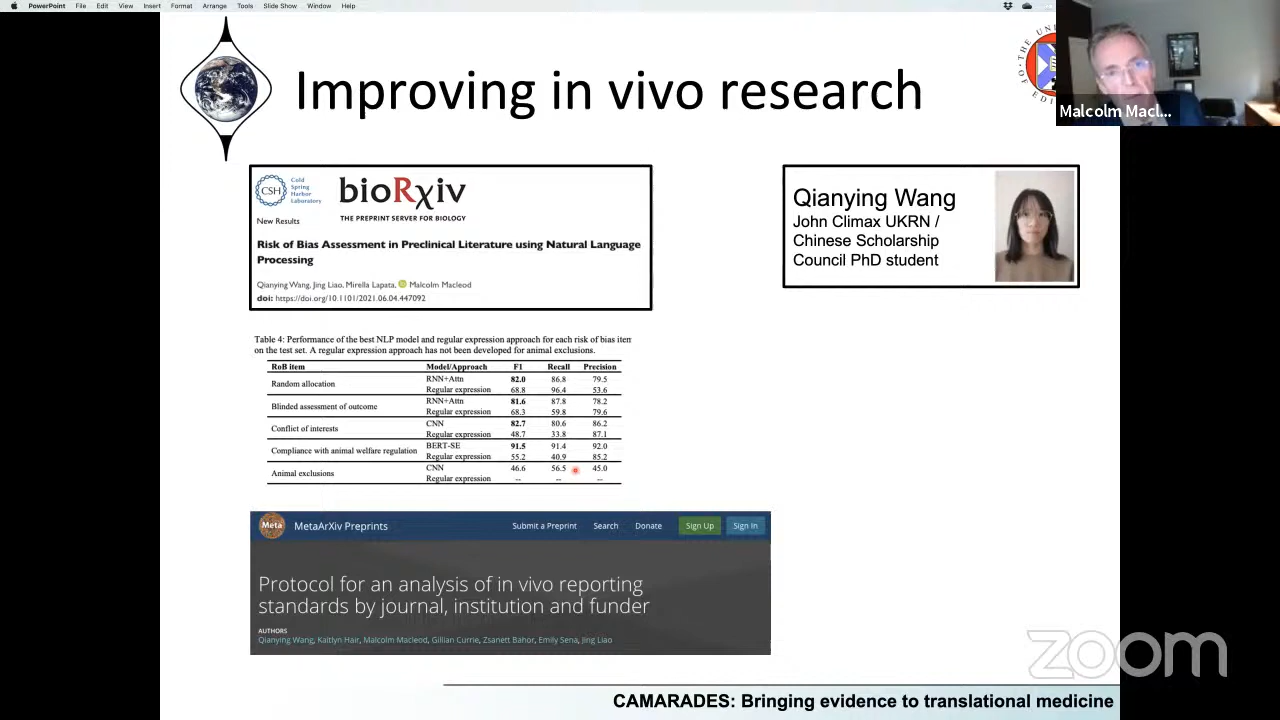 PowerPoint File Edit View Insert Format Arrange Tools Slide Show Window Help
Improving in vivo research
Malcolm Macl...
CSH Cold
Spring
Harbor
Laboratory
bioRxiv
THE PREPRINT SERVER FOR BIOLOGY
New Results
Risk of Bias Assessment in Preclinical Literature using Natural Language
Processing
Qianying Wang, Jing Liao, Mirella Lapata, Malcolm Macleod
doi: https://doi.org/10.1101/2021.06.04.447092
Qianying Wang
John Climax UKRN /
Chinese Scholarship
Council PhD student
Table 4: Performance of the best NLP model and regular expression approach for each risk of bias item
on the test set. A regular expression approach has not been developed for animal exclusions.
RoB item Model/Approach F1 Recall Precision
Random allocation RNN+Attn 82.0 86.8 79.5
Regular expression 68.8 96.4 53.6
Blinded assessment of outcome RNN+Attn 81.6 87.8 78.2
Regular expression 68.3 59.8 79.6
Conflict of interests CNN 82.7 80.6 86.2
Regular expression 48.7 33.8 87.1
Compliance with animal welfare regulation BERT-SE 91.5 91.4 92.0
Regular expression 55.2 40.9 85.2
Animal exclusions CNN 46.6 56.5 45.0
Regular expression -- -- --
Meta MetaArXiv Preprints Submit a Preprint Search Donate Sign Up Sign In
Protocol for an analysis of in vivo reporting
standards by journal, institution and funder
AUTHORS
Qianying Wang, Kaitlyn Hair, Malcolm Macleod, Gillian Currie, Zsanett Bahor, Emily Sena, Jing Liao
zoom
CAMARADES: Bringing evidence to translational medicine